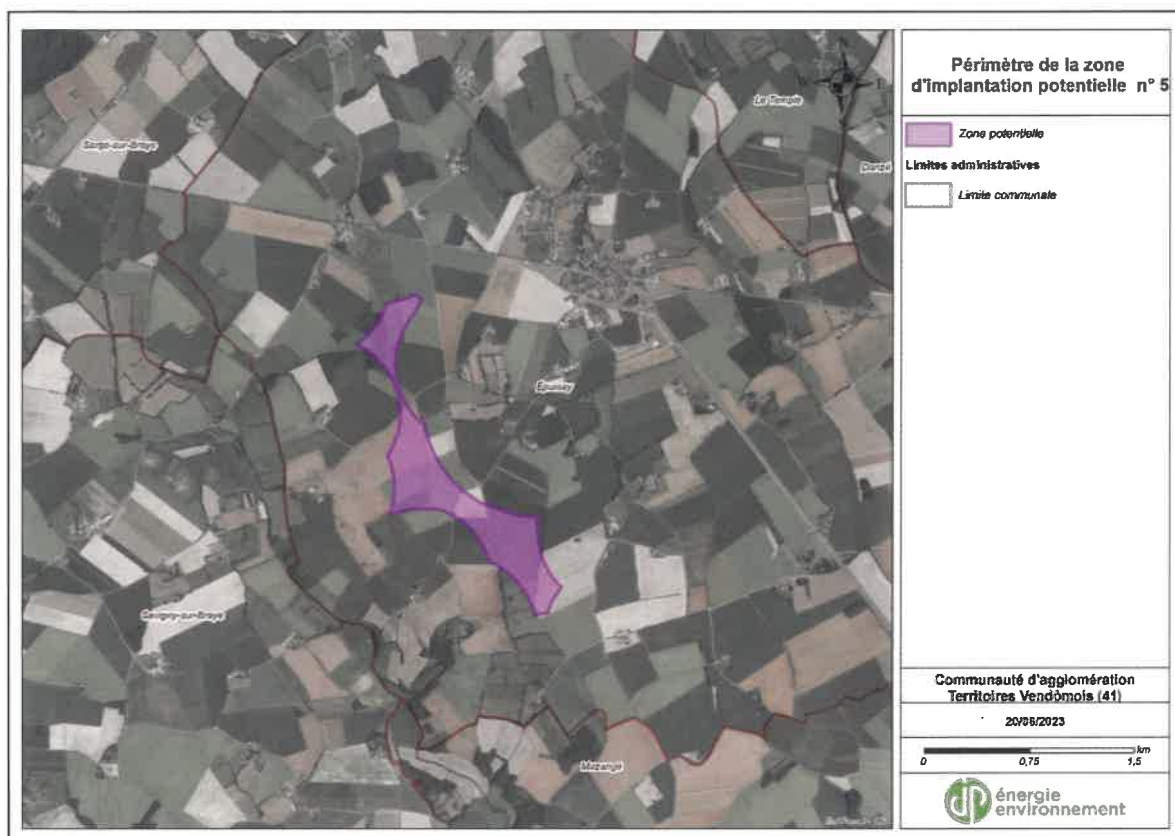 Périmètre de la zone
d'implantation potentielle n° 5
Zone potentielle
Limites administratives
Limite communale
Sargé-sur-Braye
Le Temple
Danzé
E
Épuisay
Savigny-sur-Braye
Mazangé
Communauté d'agglomération
Territoires Vendômois (41)
20/06/2023
km
0 0,75 1,5
énergie
environnement